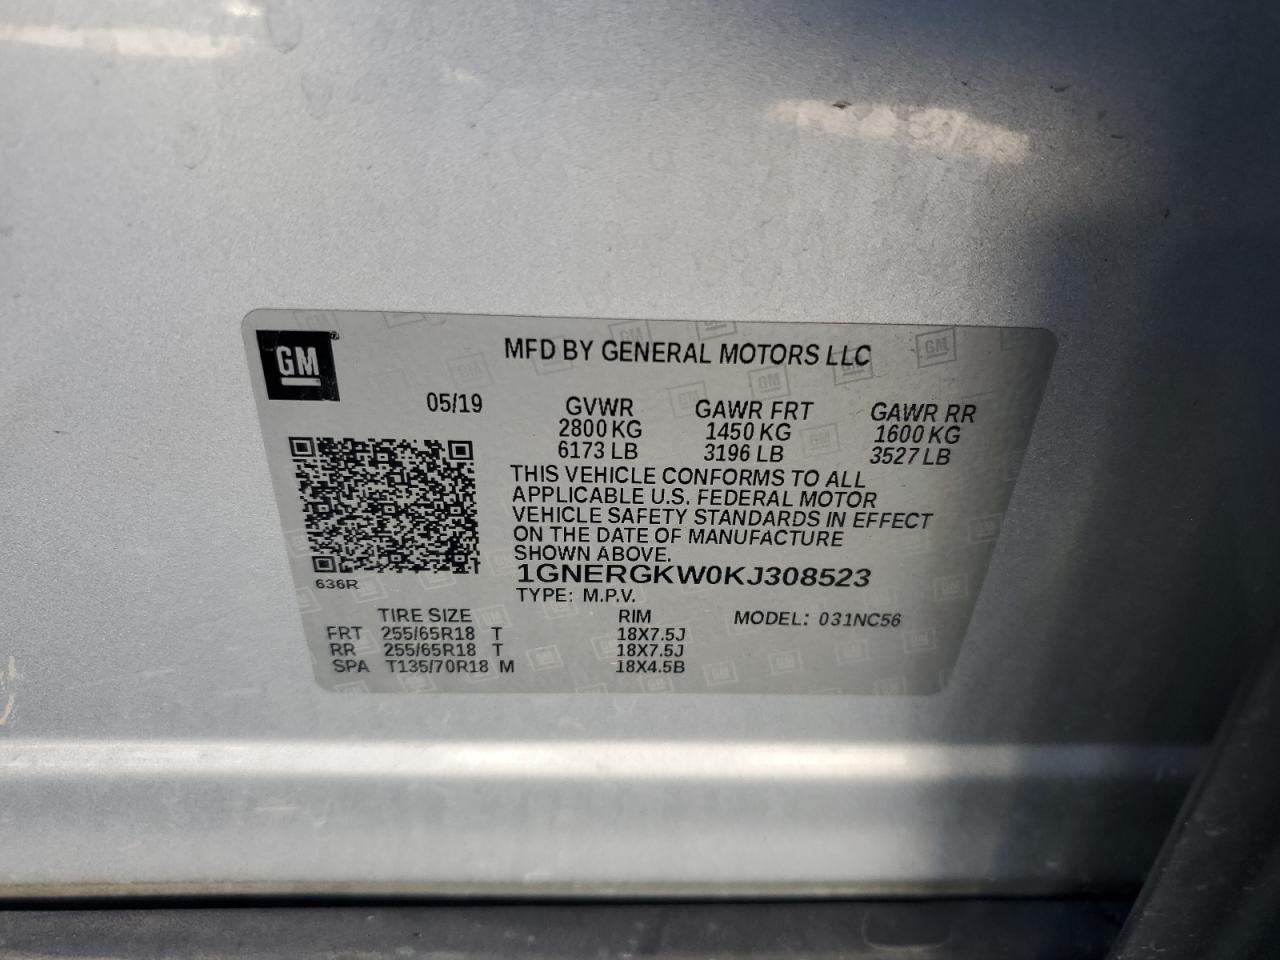 GM
MFD BY GENERAL MOTORS LLC
05/19 GVWR GAWR FRT GAWR RR
2800 KG 1450 KG 1600 KG
6173 LB 3196 LB 3527 LB
THIS VEHICLE CONFORMS TO ALL
APPLICABLE U.S. FEDERAL MOTOR
VEHICLE SAFETY STANDARDS IN EFFECT
ON THE DATE OF MANUFACTURE
SHOWN ABOVE.
636R
1GNERGKW0KJ308523
TYPE: M.P.V.
TIRE SIZE RIM MODEL: 031NC56
FRT 255/65R18 T 18X7.5J
RR 255/65R18 T 18X7.5J
SPA T135/70R18 M 18X4.5B